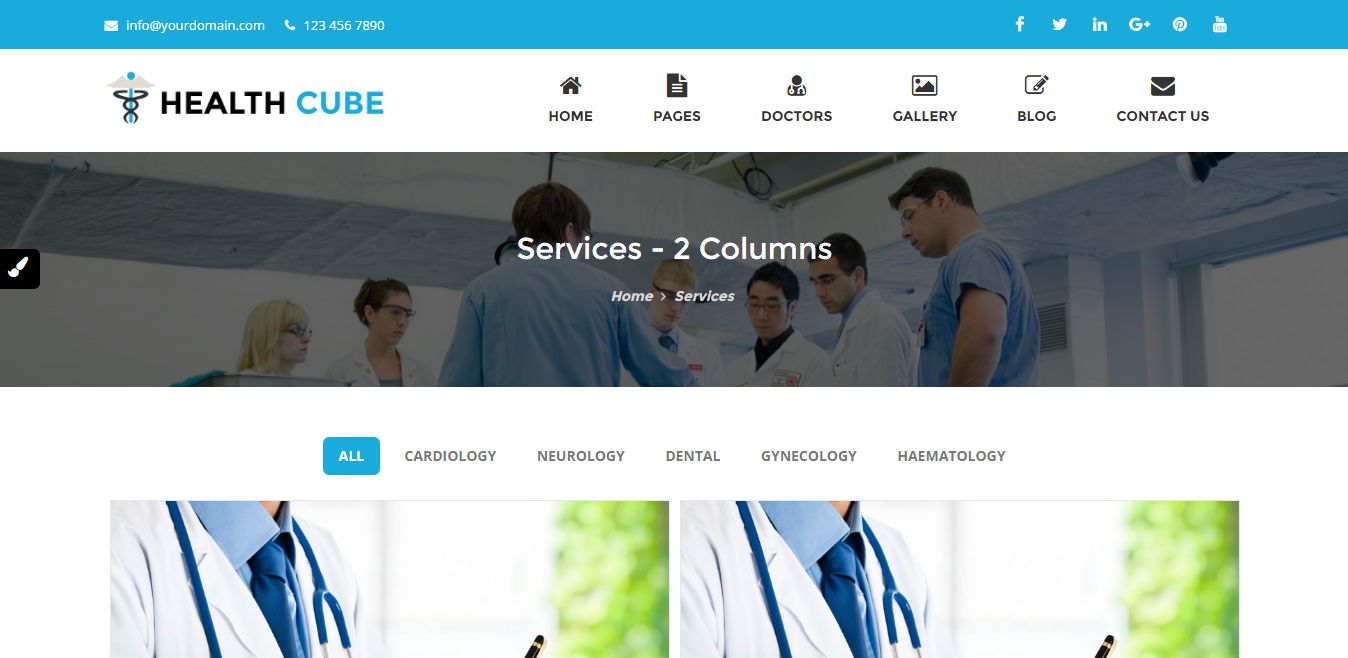 info@yourdomain.com 123 456 7890
HEALTH CUBE
HOME PAGES DOCTORS GALLERY BLOG CONTACT US
Services - 2 Columns
Home > Services
ALL CARDIOLOGY NEUROLOGY DENTAL GYNECOLOGY HAEMATOLOGY